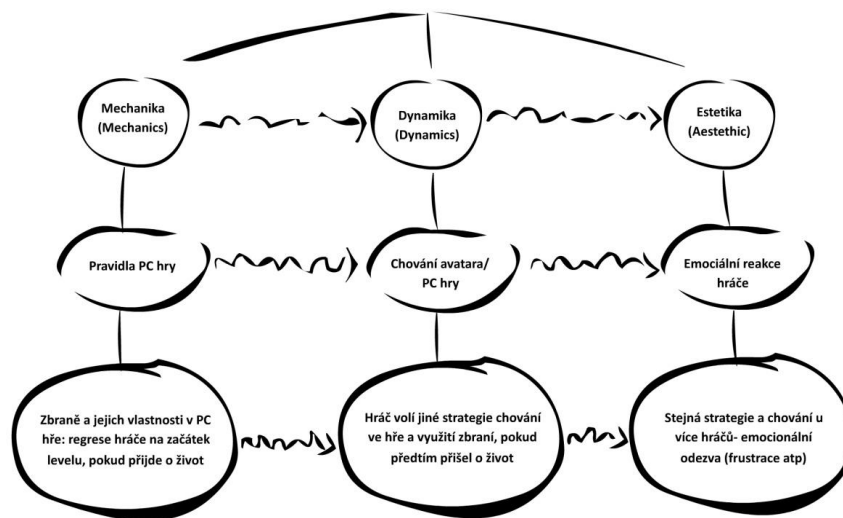 Mechanika
(Mechanics)
Dynamika
(Dynamics)
Estetika
(Aestethic)
Pravidla PC hry
Chování avatara/
PC hry
Emociální reakce
hráče
Zbraně a jejich vlastnosti v PC
hře: regrese hráče na začátek
levelu, pokud přijde o život
Hráč volí jiné strategie chování
ve hře a využití zbraní, pokud
předtím přišel o život
Stejná strategie a chování u
více hráčů- emocionální
odezva (frustrace atp)